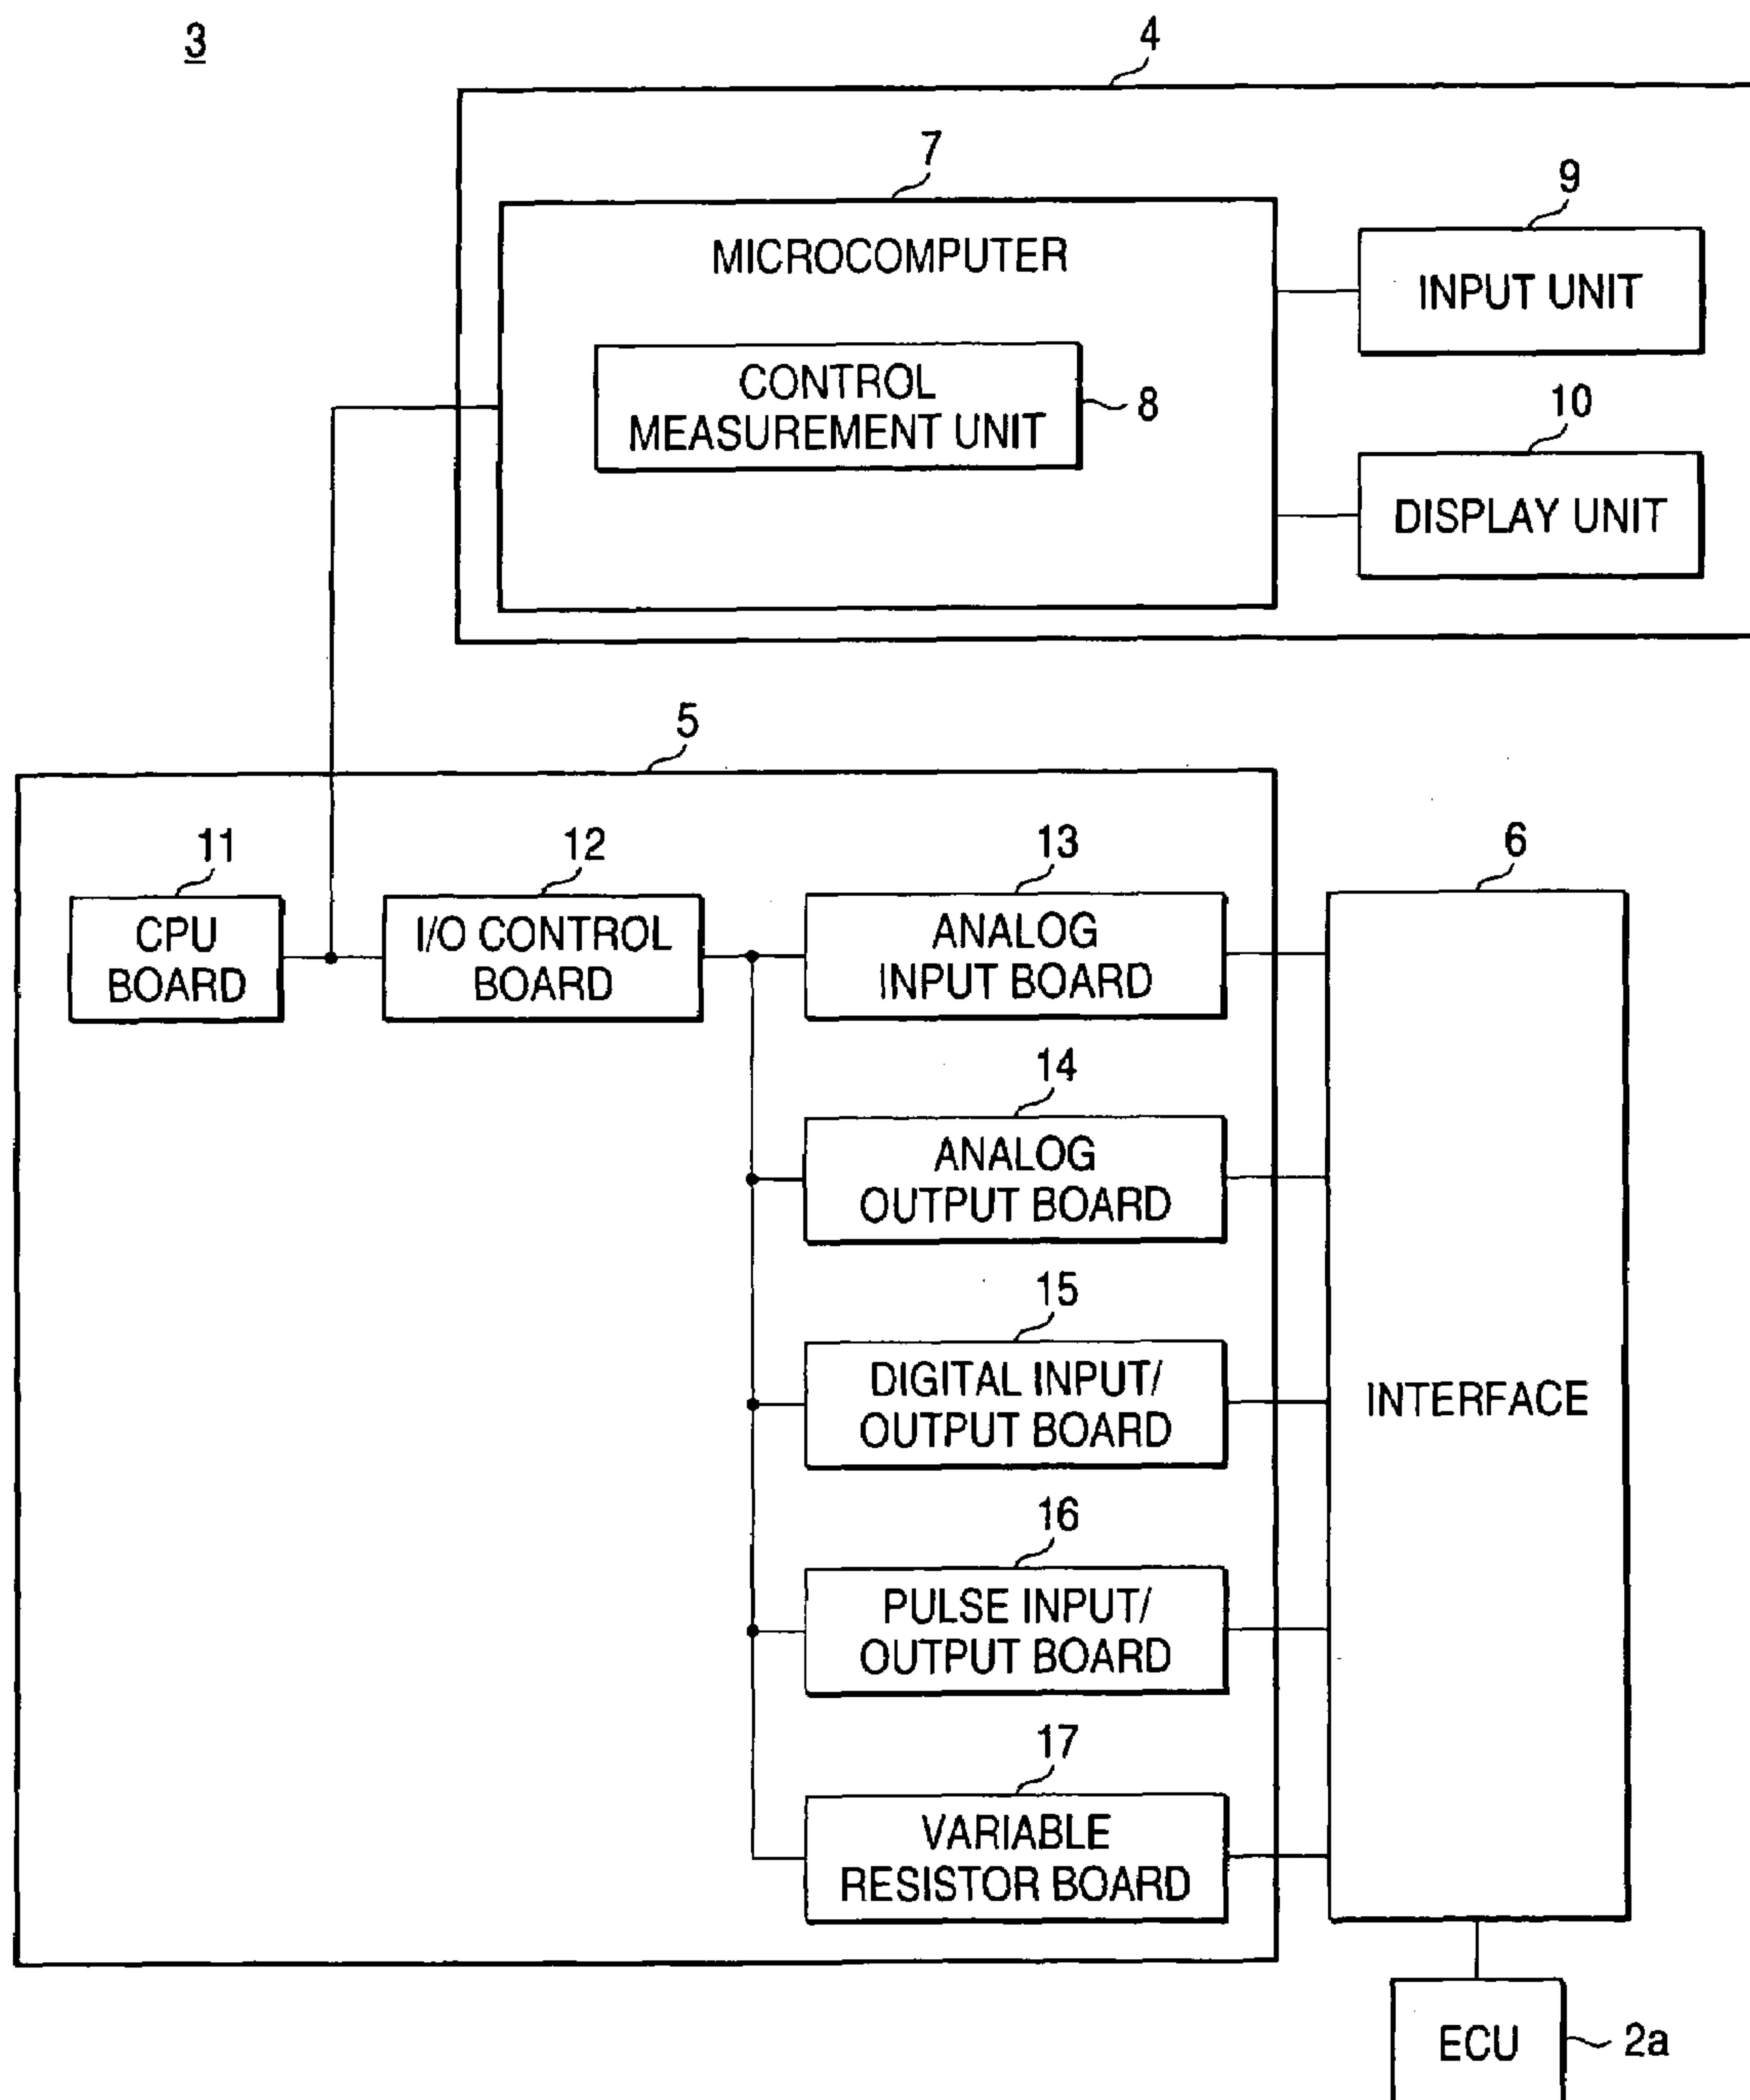 3
4
7
MICROCOMPUTER
9
INPUT UNIT
CONTROL
MEASUREMENT UNIT
8
10
DISPLAY UNIT
5
11
CPU
BOARD
12
I/O CONTROL
BOARD
13
ANALOG
INPUT BOARD
6
INTERFACE
14
ANALOG
OUTPUT BOARD
15
DIGITAL INPUT/
OUTPUT BOARD
16
PULSE INPUT/
OUTPUT BOARD
17
VARIABLE
RESISTOR BOARD
ECU
2a